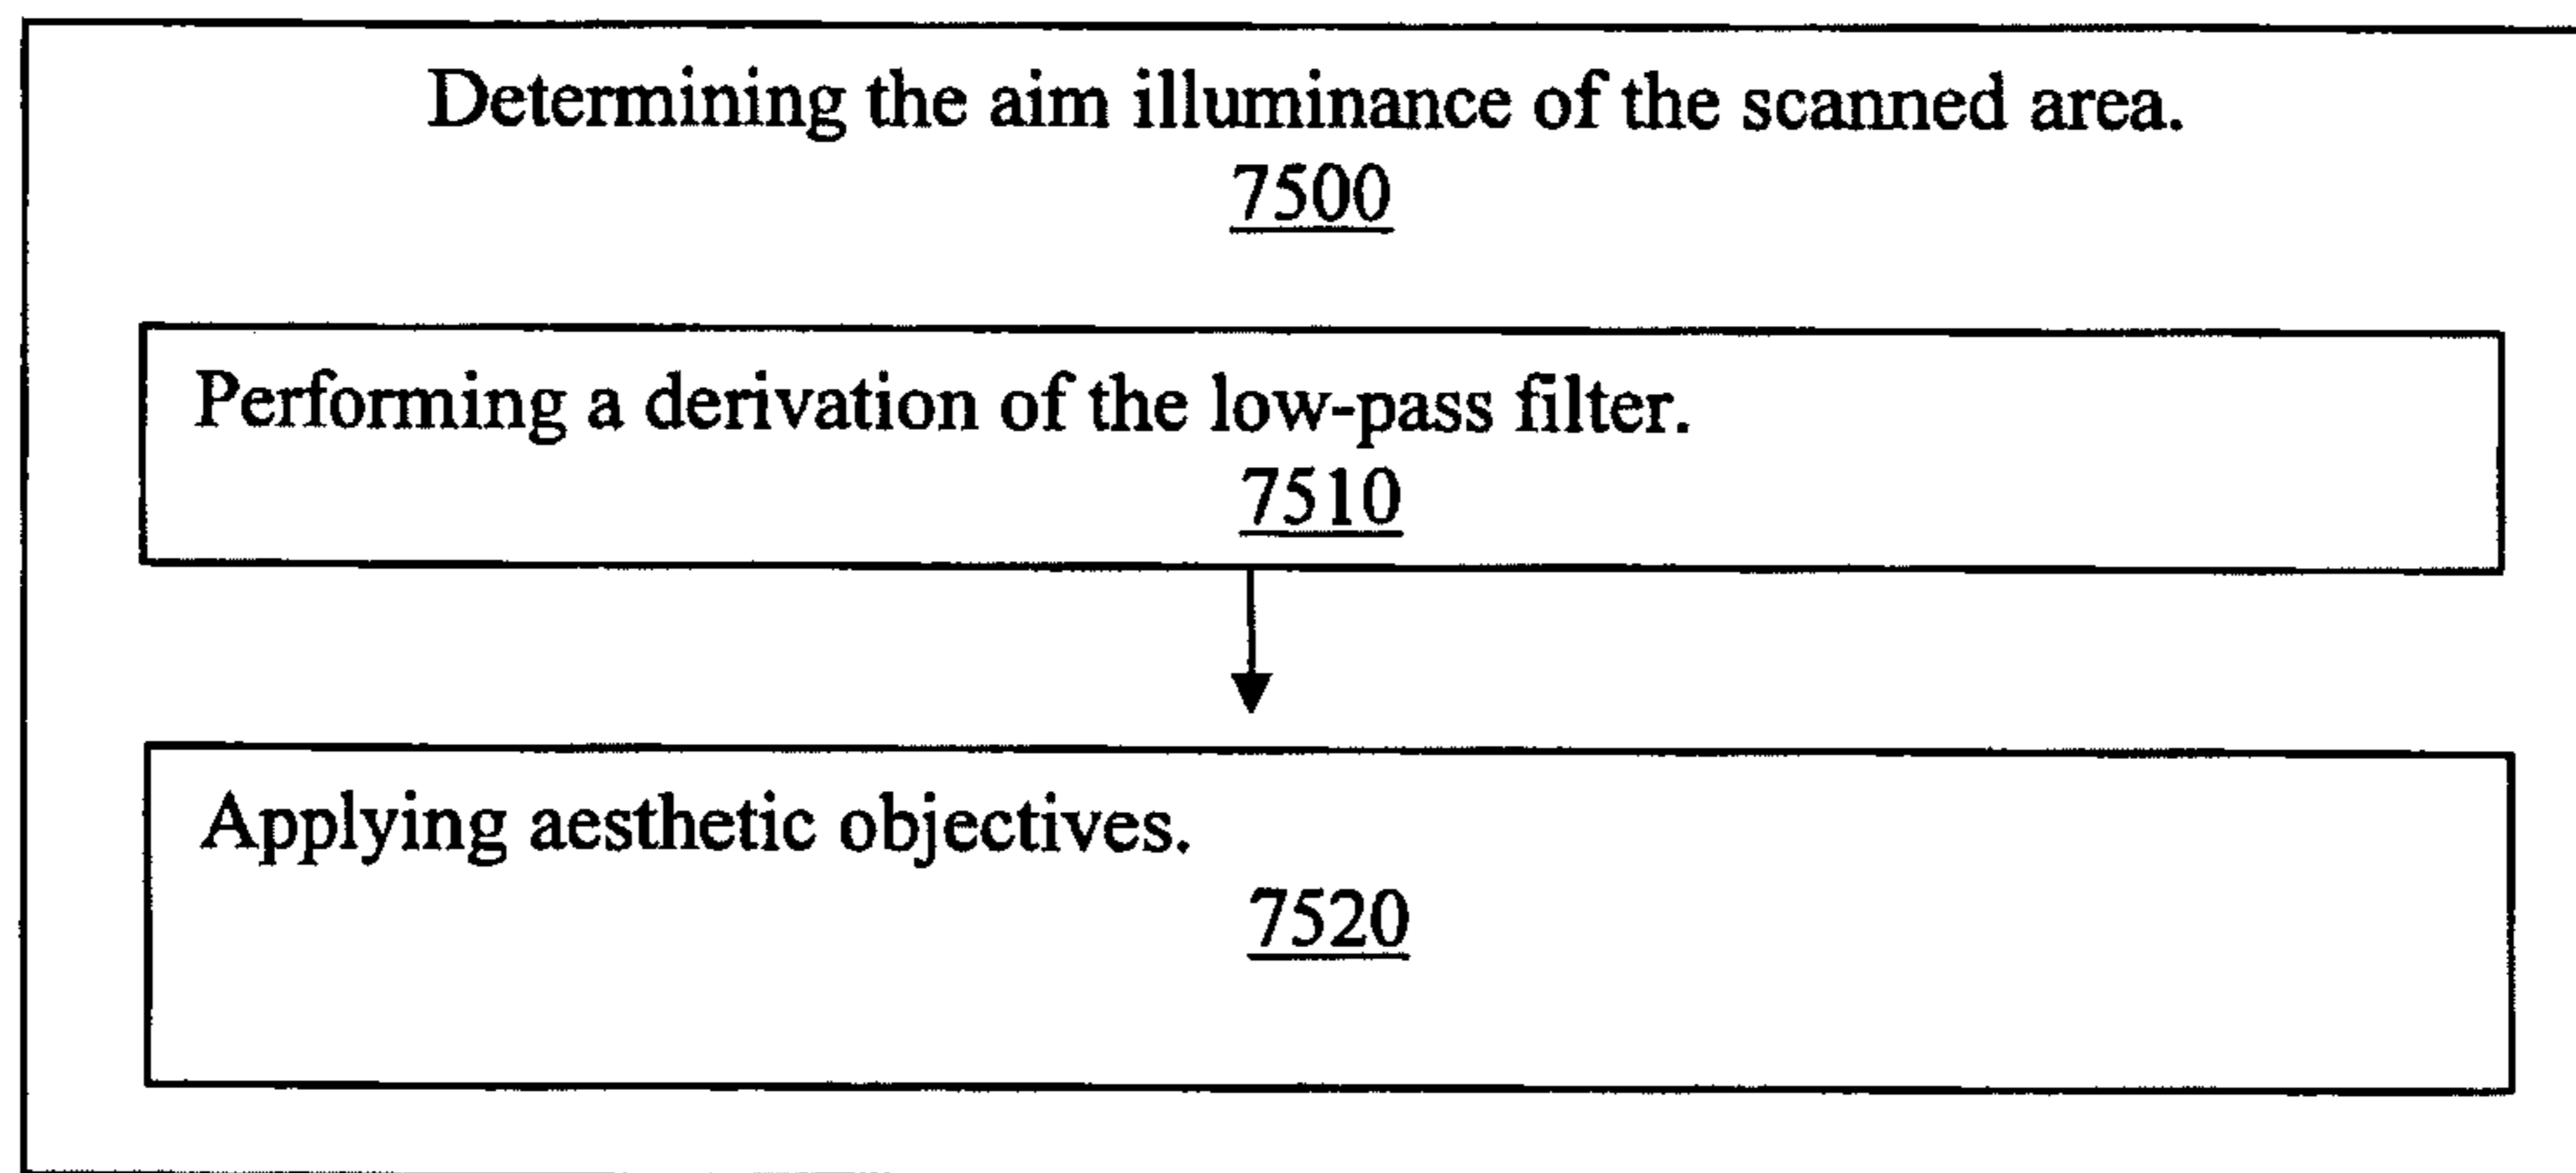 Determining the aim illuminance of the scanned area.
7500
Performing a derivation of the low-pass filter.
7510
Applying aesthetic objectives.
7520